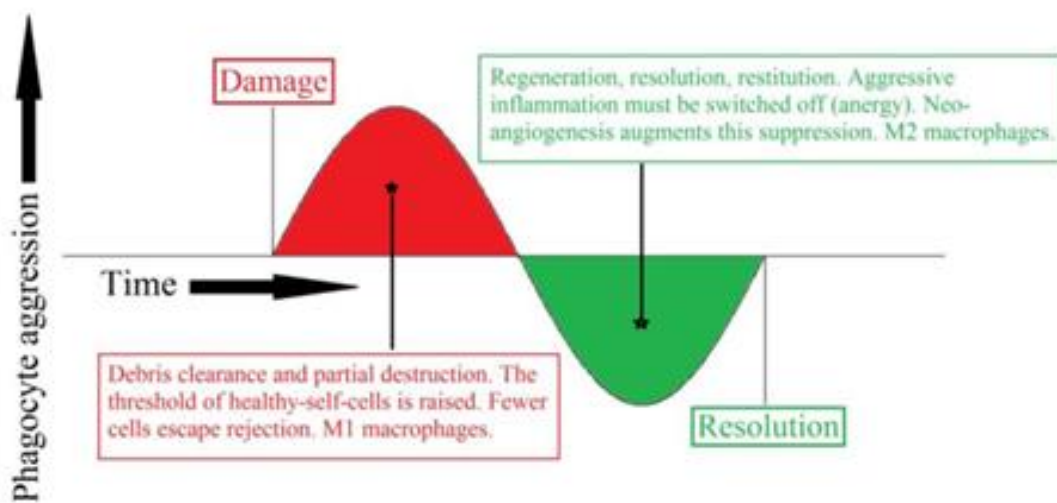 Damage
Regeneration, resolution, restitution. Aggressive
inflammation must be switched off (anergy). Neo-
angiogenesis augments this suppression. M2 macrophages.
Phagocyte aggression
Time
Debris clearance and partial destruction. The
threshold of healthy-self-cells is raised. Fewer
cells escape rejection. M1 macrophages.
Resolution